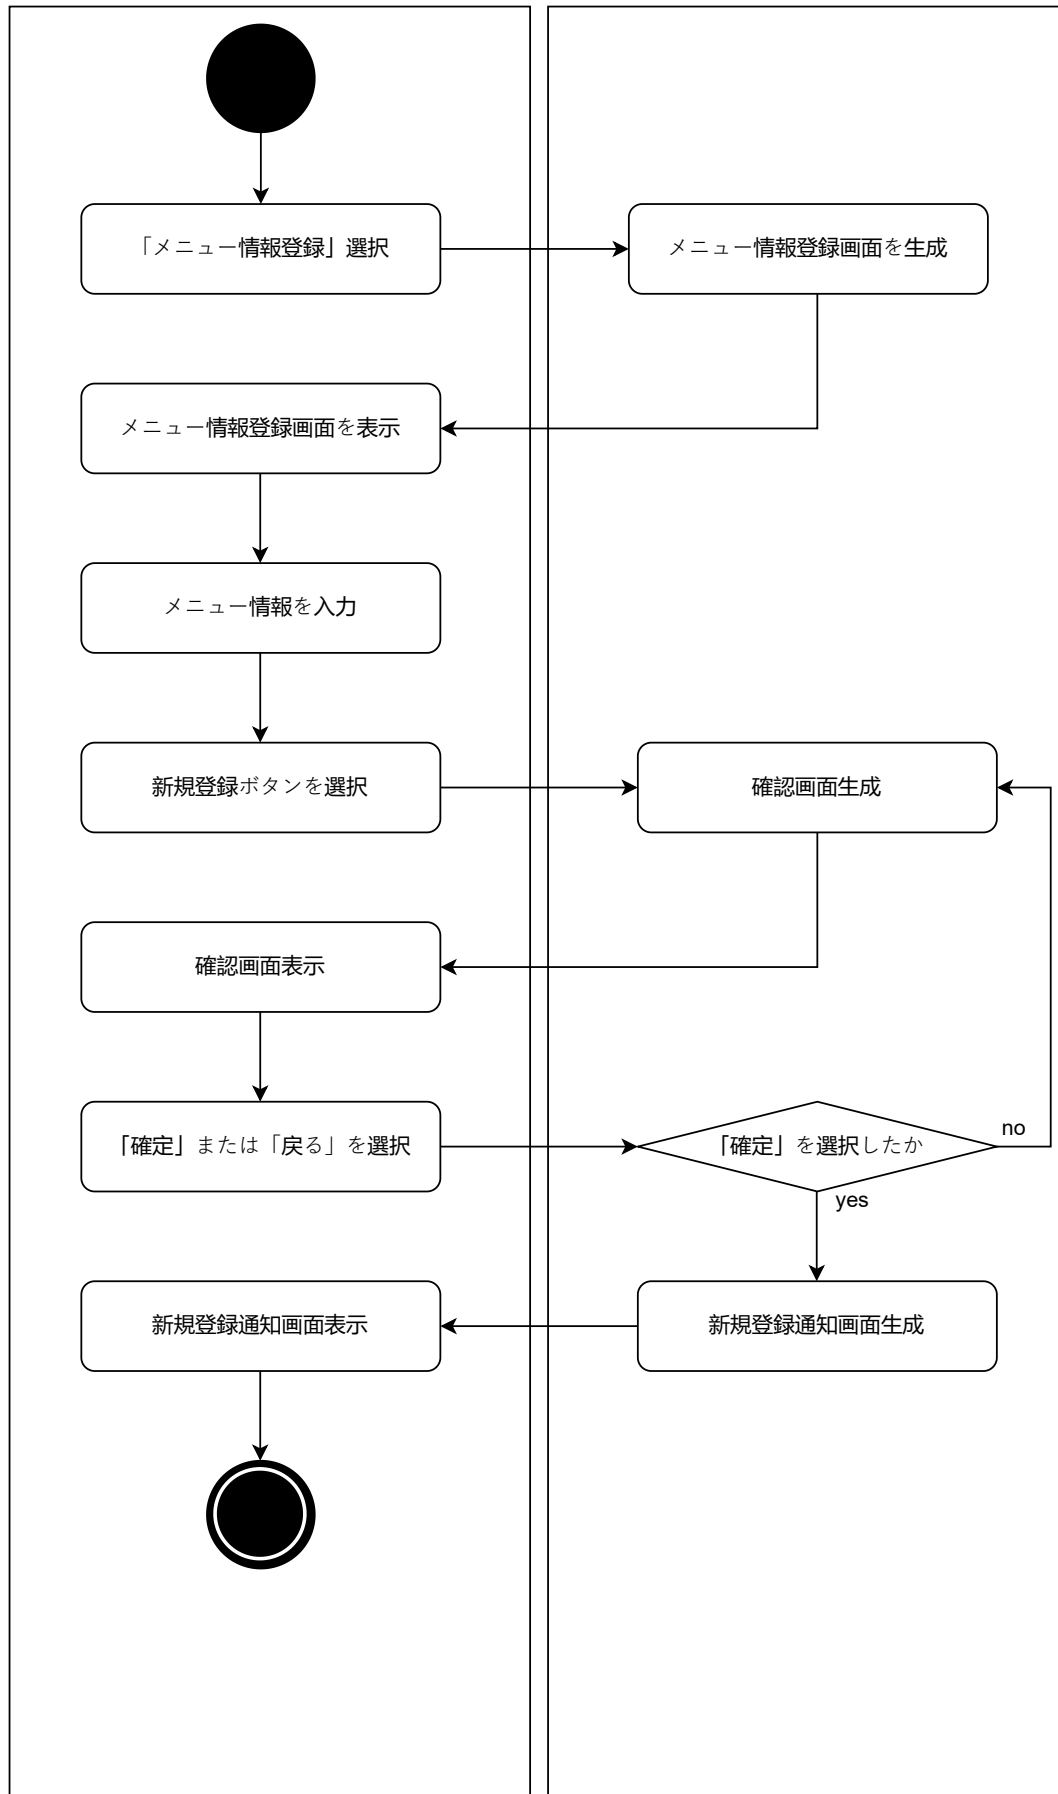 「メニュー情報登録」選択
メニュー情報登録画面を生成
メニュー情報登録画面を表示
メニュー情報を入力
新規登録ボタンを選択
確認画面生成
確認画面表示
「確定」または「戻る」を選択
「確定」を選択したか
no
yes
新規登録通知画面表示
新規登録通知画面生成